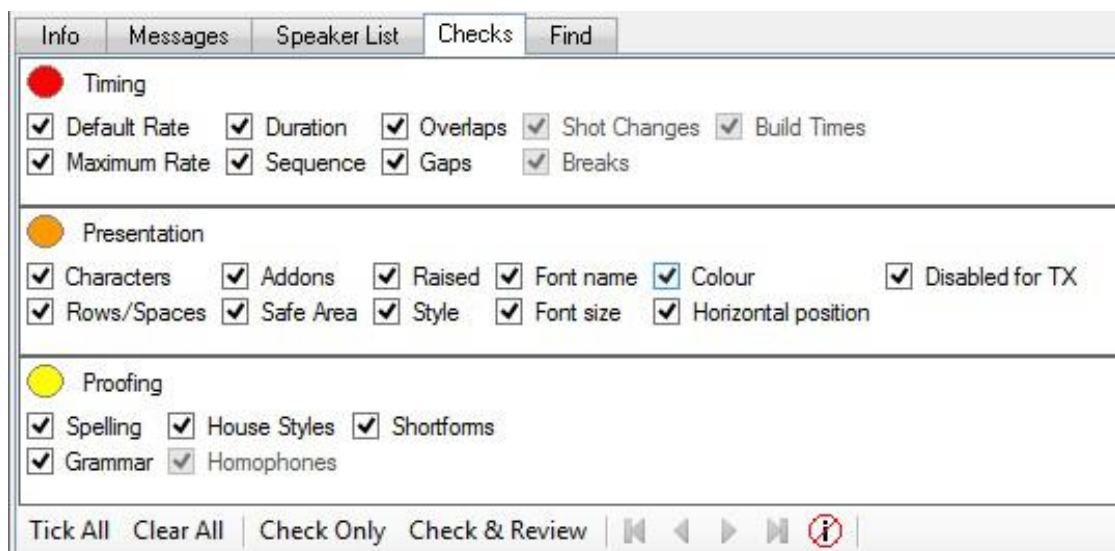 Info Messages Speaker List Checks Find
Timing
Default Rate Duration Overlaps Shot Changes Build Times
Maximum Rate Sequence Gaps Breaks
Presentation
Characters Addons Raised Font name Colour Disabled for TX
Rows/Spaces Safe Area Style Font size Horizontal position
Proofing
Spelling House Styles Shortforms
Grammar Homophones
Tick All Clear All Check Only Check & Review